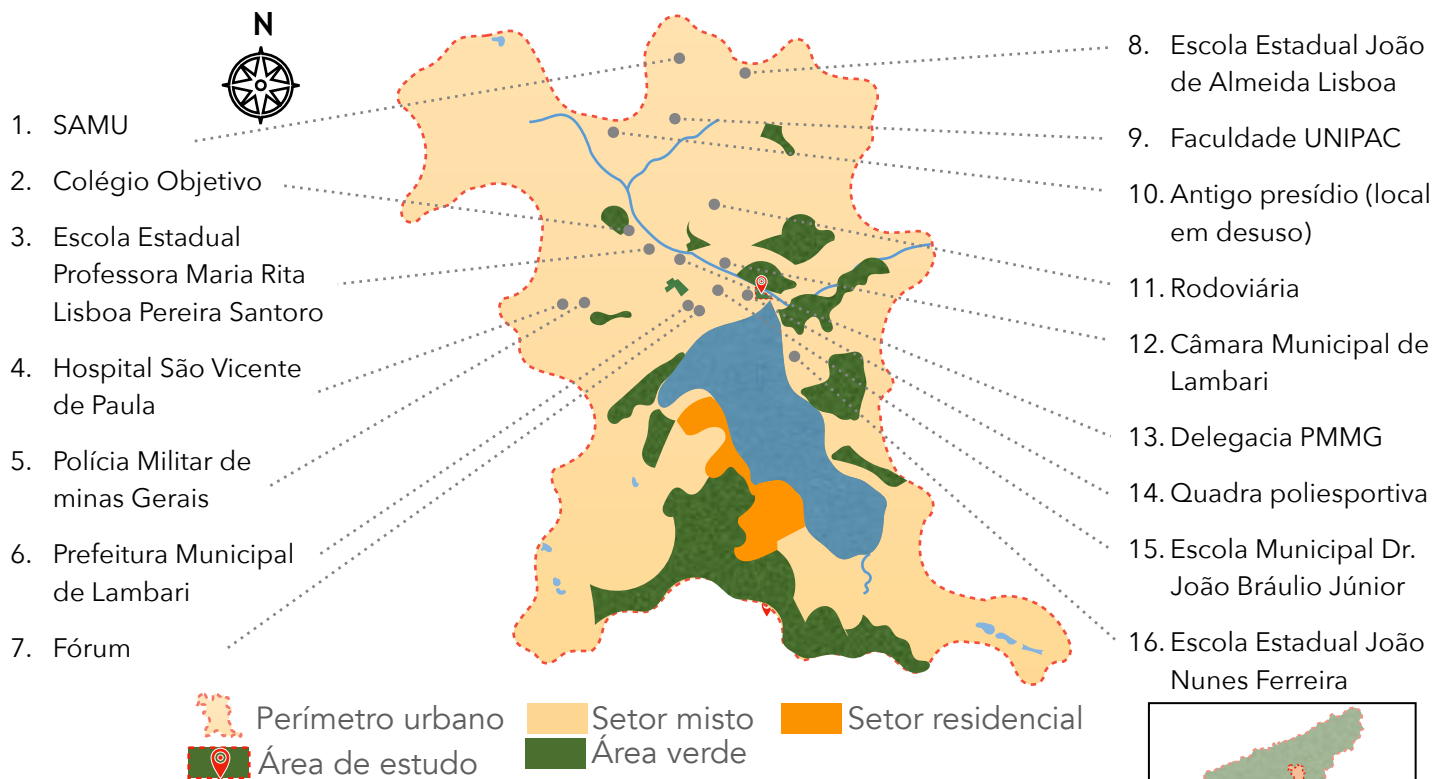 N
1. SAMU
2. Colégio Objetivo
3. Escola Estadual
Professora Maria Rita
Lisboa Pereira Santoro
4. Hospital São Vicente
de Paula
5. Polícia Militar de
minas Gerais
6. Prefeitura Municipal
de Lambari
7. Fórum
8. Escola Estadual João
de Almeida Lisboa
9. Faculdade UNIPAC
10. Antigo presídio (local
em desuso)
11. Rodoviária
12. Câmara Municipal de
Lambari
13. Delegacia PMMG
14. Quadra poliesportiva
15. Escola Municipal Dr.
João Bráulio Júnior
16. Escola Estadual João
Nunes Ferreira
Perímetro urbano
Setor misto
Setor residencial
Área de estudo
Área verde